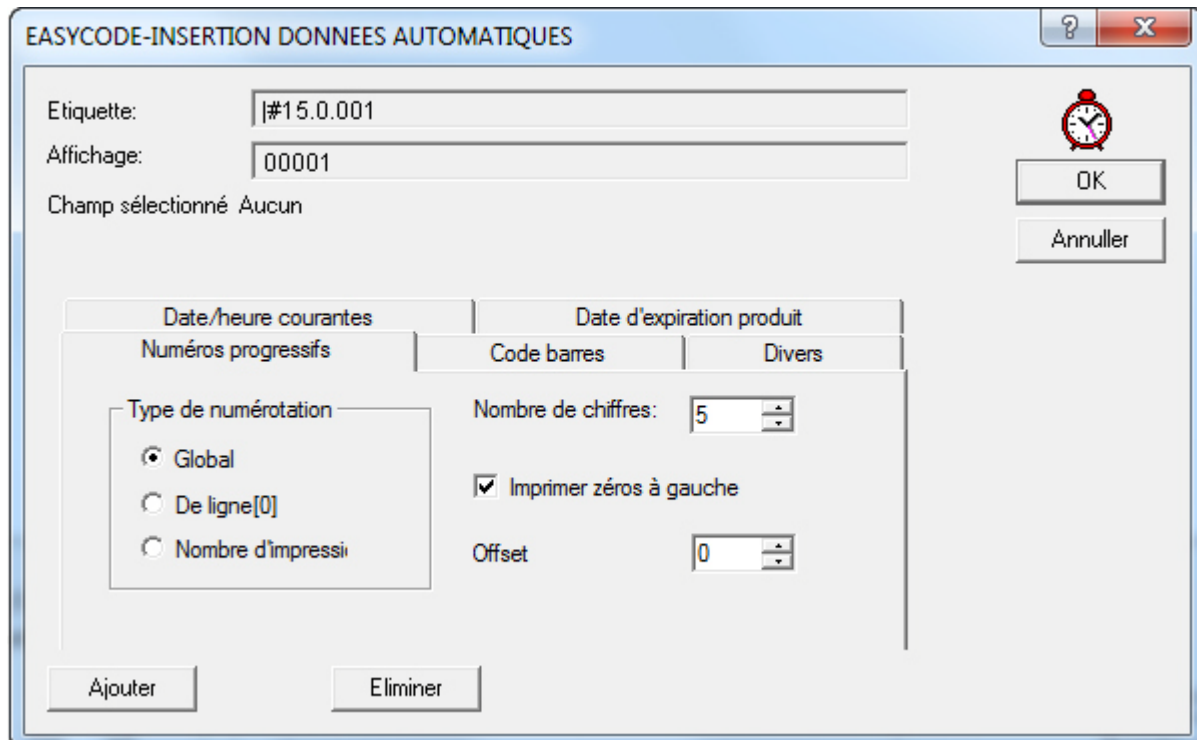 EASYCODE-INSERTION DONNEES AUTOMATIQUES
Etiquette: |#15.0.001
Affichage: 00001
OK
Champ sélectionné Aucun
Annuller
Date/heure courantes Date d'expiration produit
Numéros progressifs Code barres Divers
Type de numérotation
Global
De ligne[0]
Nombre d'impressi
Nombre de chiffres: 5
Imprimer zéros à gauche
Offset 0
Ajouter Eliminer